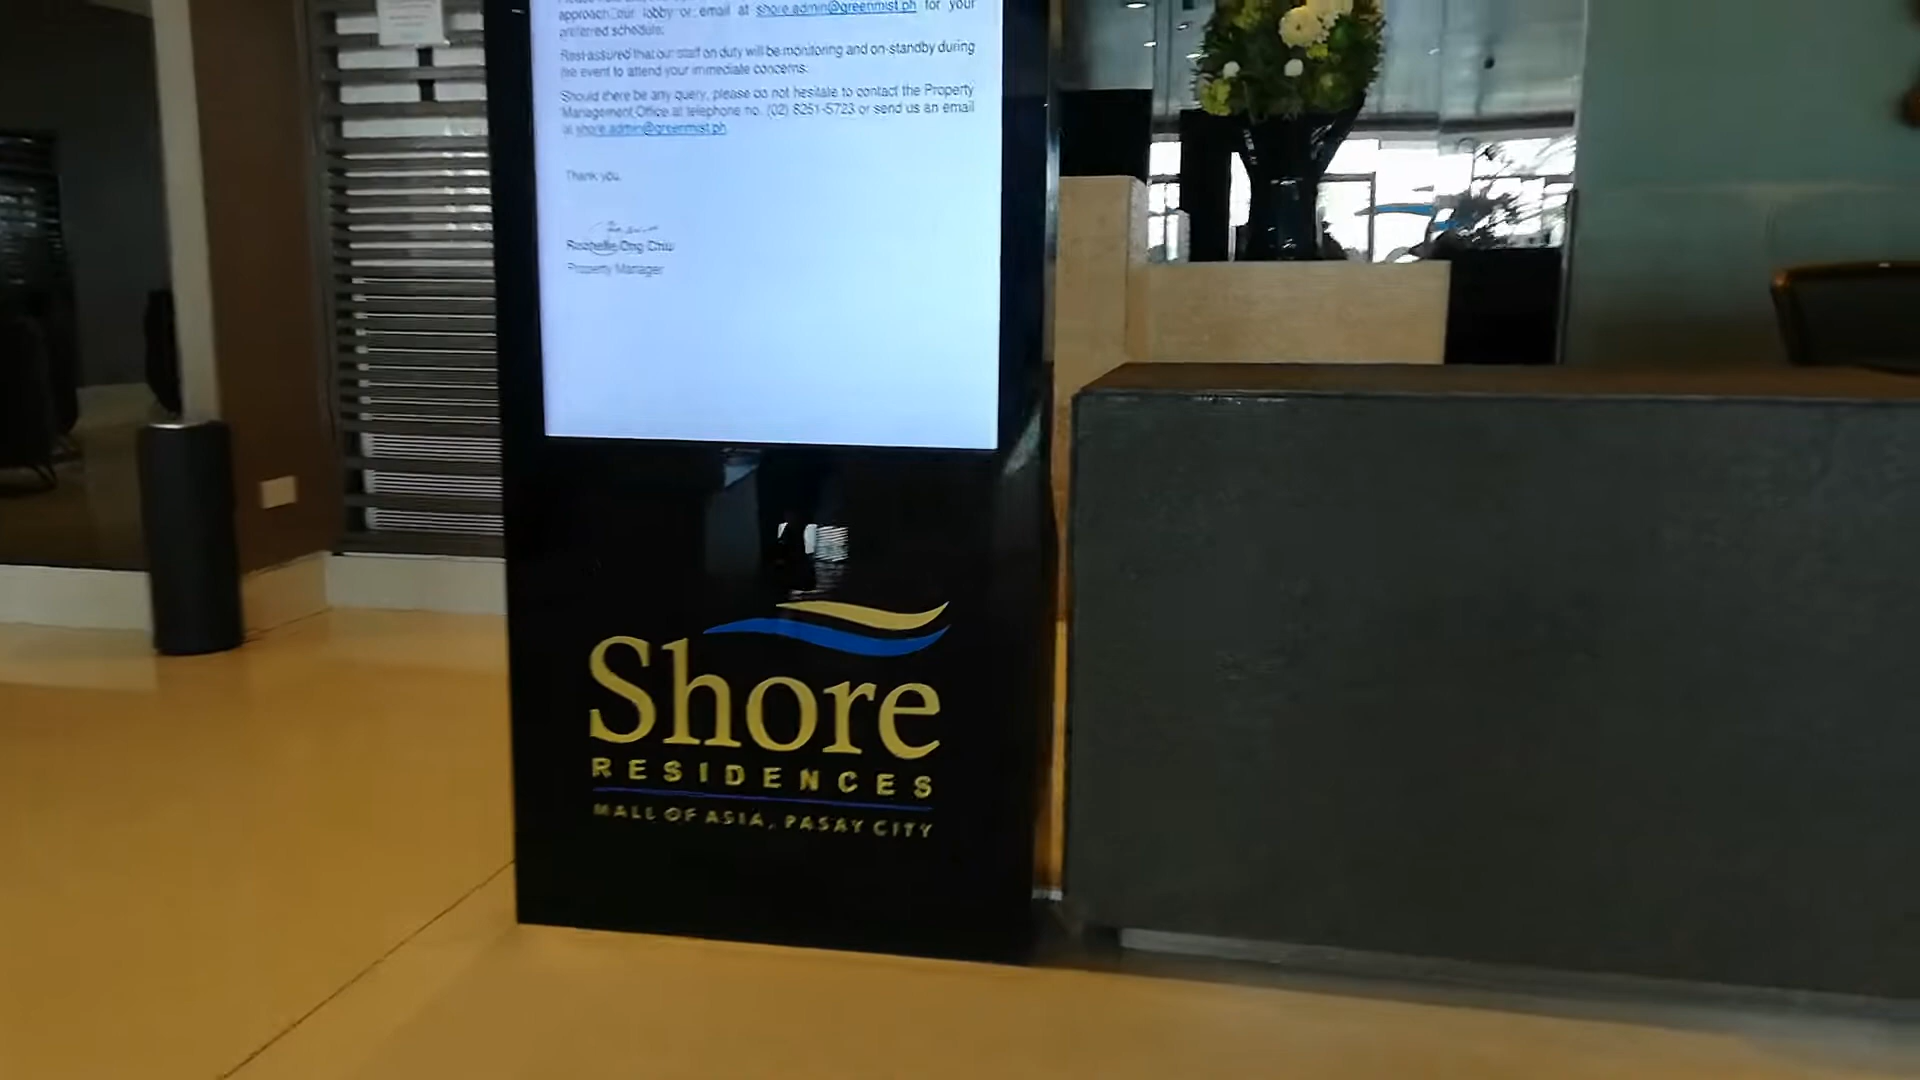 approach our lobby or email at shore.admin@greenmist.ph for your
preferred schedule.
Rest assured that our staff on duty will be monitoring and on-standby during
the event to attend your immediate concerns.
Should there be any query, please do not hesitate to contact the Property
Management Office at telephone no. (02) 8251-5723 or send us an email
at shore.admin@greenmist.ph
Thank you.
Rochelle Ong Chiu
Property Manager
Shore
RESIDENCES
MALL OF ASIA, PASAY CITY